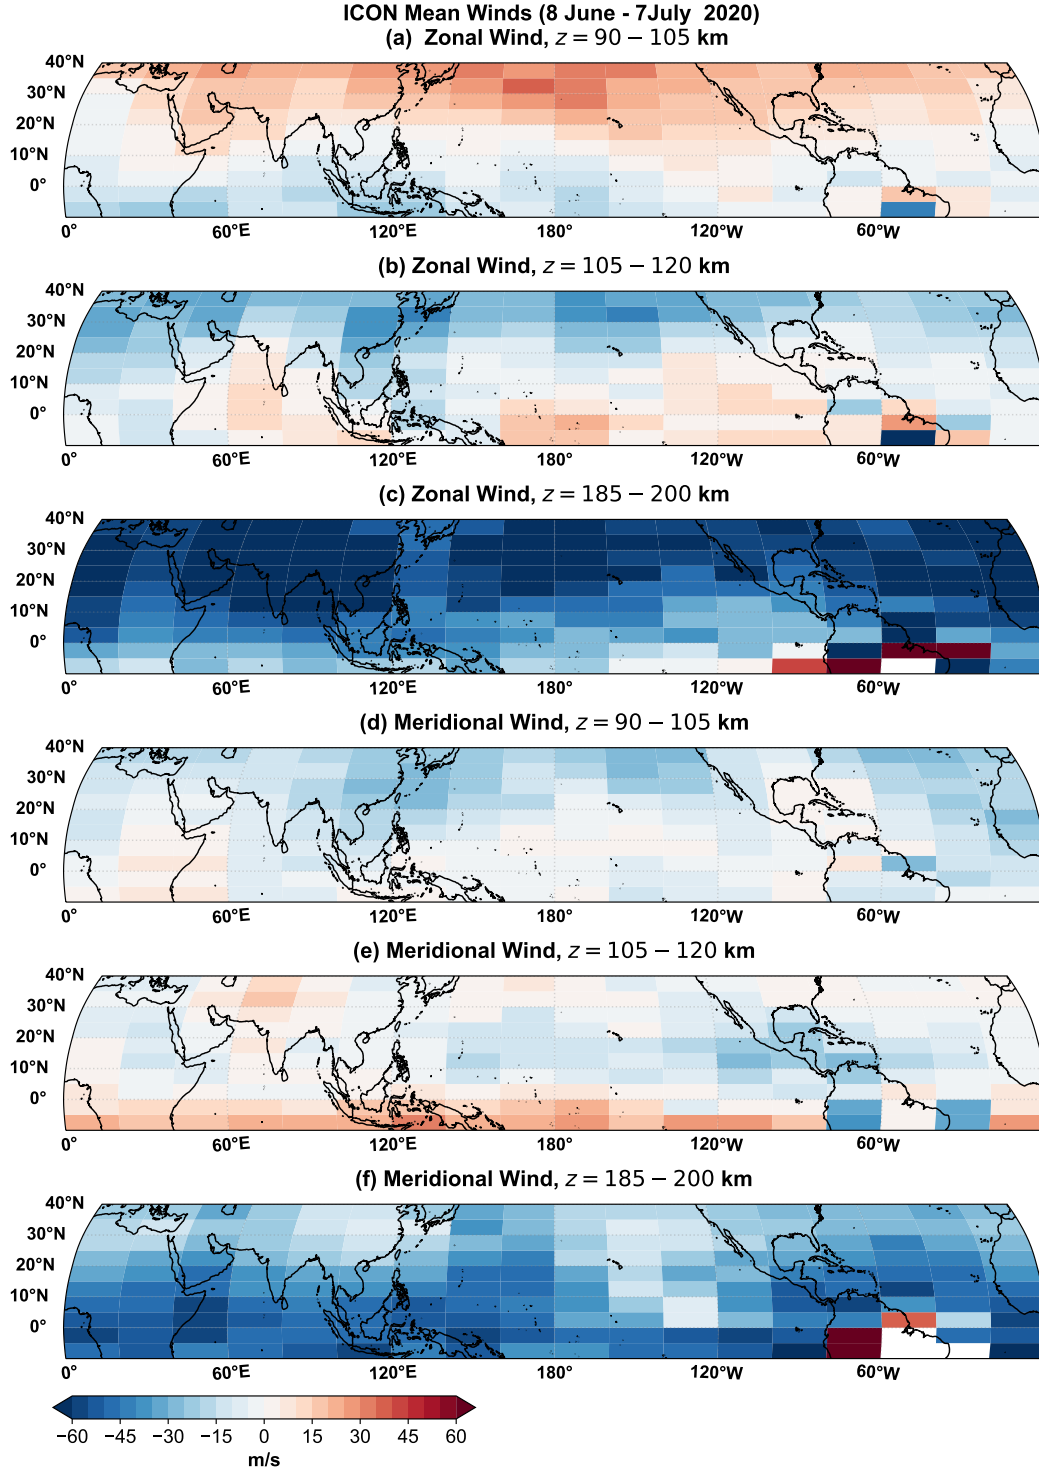 ICON Mean Winds (8 June - 7July 2020)
(a) Zonal Wind, z = 90 − 105 km
40°N
30°N
20°N
10°N
0°
0° 60°E 120°E 180° 120°W 60°W
(b) Zonal Wind, z = 105 − 120 km
40°N
30°N
20°N
10°N
0°
0° 60°E 120°E 180° 120°W 60°W
(c) Zonal Wind, z = 185 − 200 km
40°N
30°N
20°N
10°N
0°
0° 60°E 120°E 180° 120°W 60°W
(d) Meridional Wind, z = 90 − 105 km
40°N
30°N
20°N
10°N
0°
0° 60°E 120°E 180° 120°W 60°W
(e) Meridional Wind, z = 105 − 120 km
40°N
30°N
20°N
10°N
0°
0° 60°E 120°E 180° 120°W 60°W
(f) Meridional Wind, z = 185 − 200 km
40°N
30°N
20°N
10°N
0°
0° 60°E 120°E 180° 120°W 60°W
−60 −45 −30 −15 0 15 30 45 60
m/s